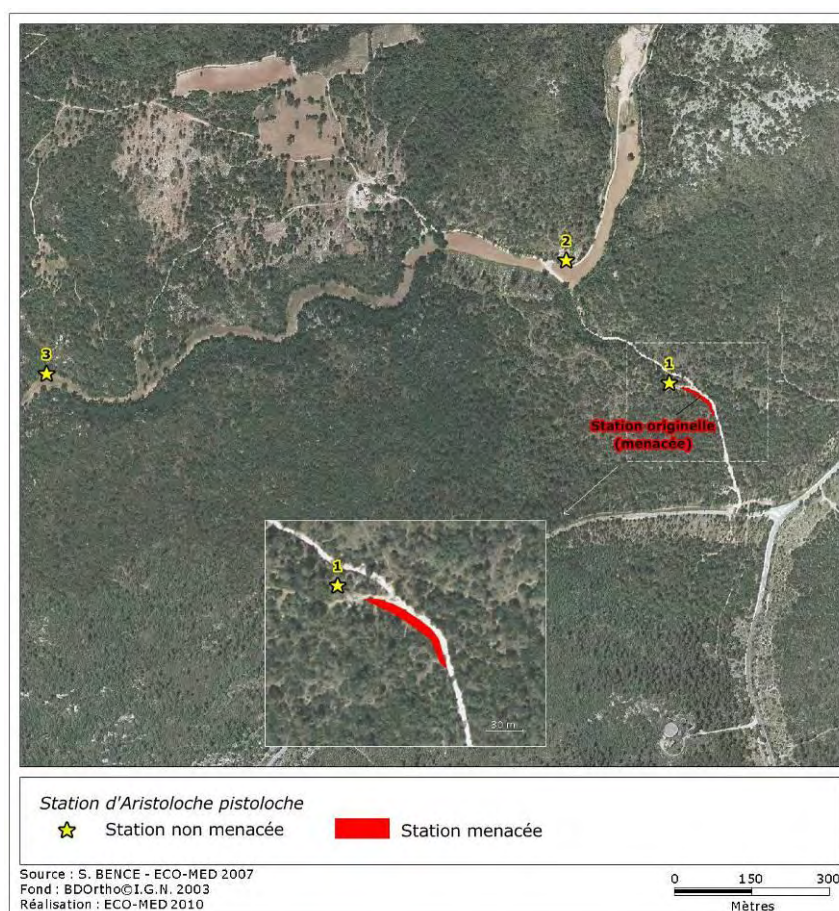 2
3
1
Station originelle
(menacée)
1
30 m
Station d'Aristoloche pistoloche
Station non menacée
Station menacée
Source : S. BENCE - ECO-MED 2007
Fond : BDOrtho©I.G.N. 2003
Réalisation : ECO-MED 2010
0 150 300
Mètres